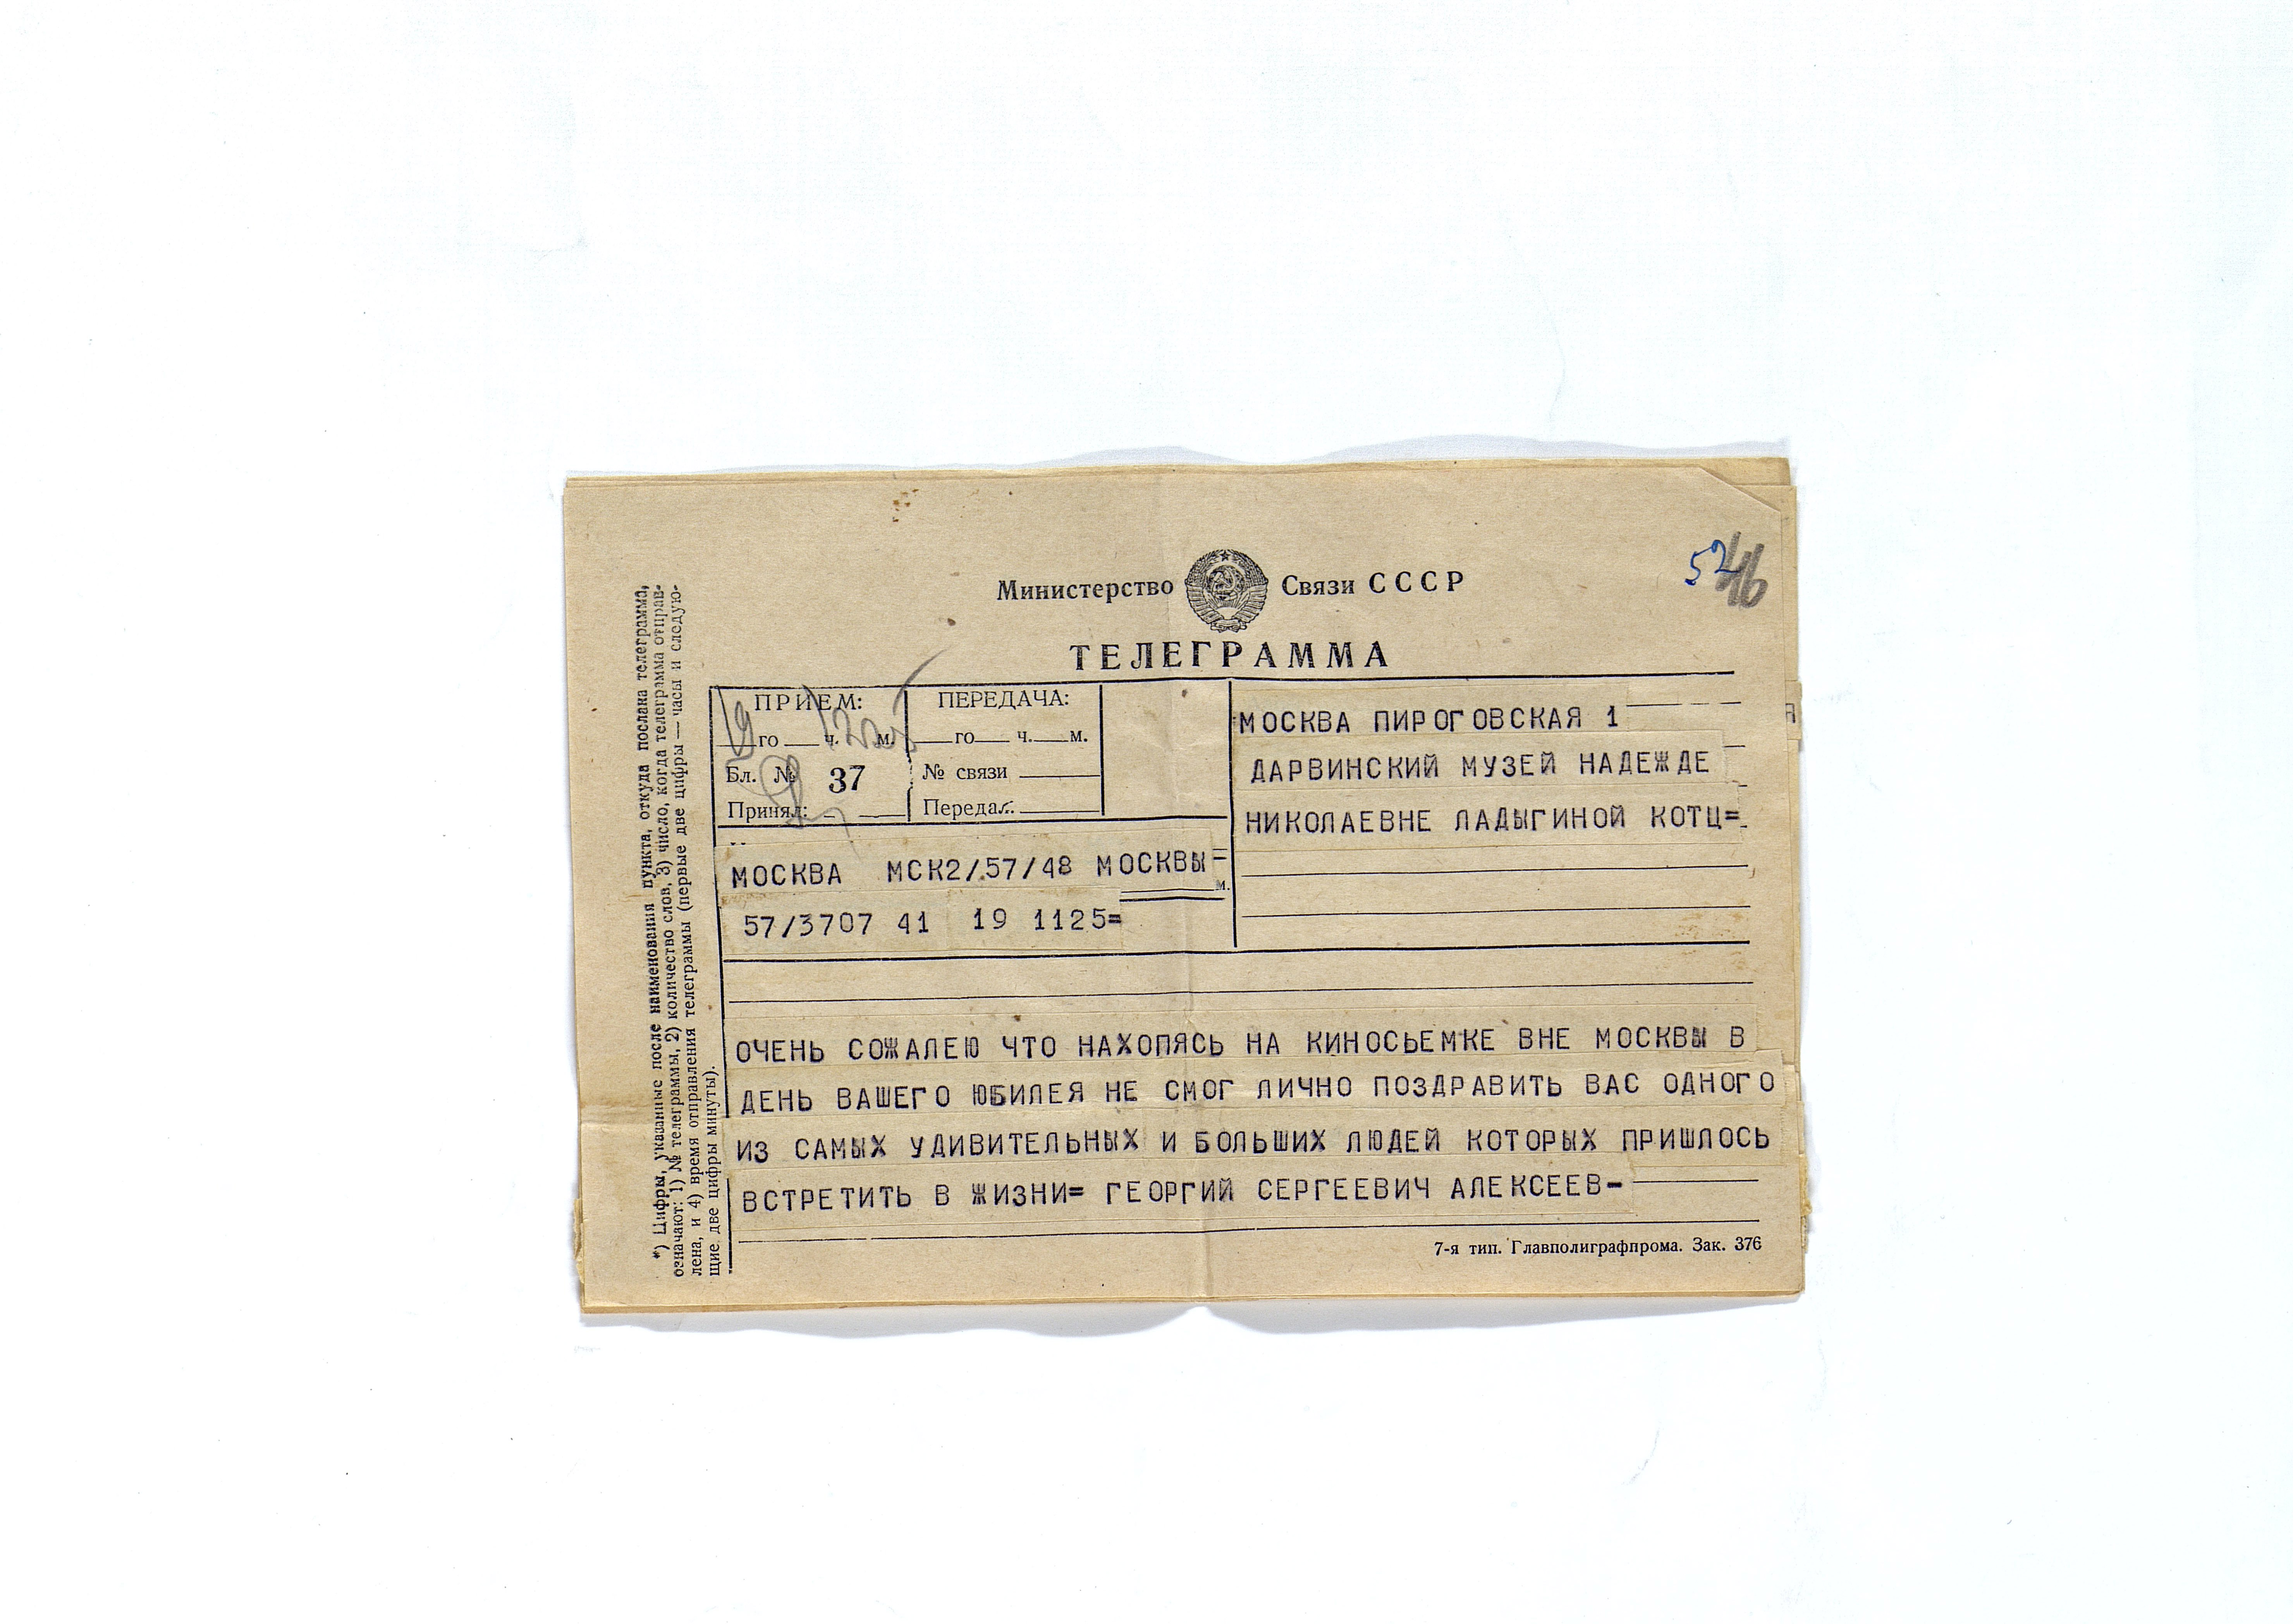 52
46
Министерство Связи СССР
ТЕЛЕГРАММА
ПРИЕМ:
го ч. м.
Бл. № 37
Принял:
ПЕРЕДАЧА:
го ч. м.
№ связи
Передал:
МОСКВА ПИРОГОВСКАЯ 1
ДАРВИНСКИЙ МУЗЕЙ НАДЕЖДЕ
НИКОЛАЕВНЕ ЛАДЫГИНОЙ КОТЦ=
МОСКВА МСК2/57/48 МОСКВЫ=
м.
57/3707 41 19 1125=
ОЧЕНЬ СОЖАЛЕЮ ЧТО НАХОПЯСЬ НА КИНОСЬЕМКЕ ВНЕ МОСКВЫ В
ДЕНЬ ВАШЕГО ЮБИЛЕЯ НЕ СМОГ ЛИЧНО ПОЗДРАВИТЬ ВАС ОДНОГО
ИЗ САМЫХ УДИВИТЕЛЬНЫХ И БОЛЬШИХ ЛЮДЕЙ КОТОРЫХ ПРИШЛОСЬ
ВСТРЕТИТЬ В ЖИЗНИ= ГЕОРГИЙ СЕРГЕЕВИЧ АЛЕКСЕЕВ-
7-я тип. Главполиграфпрома. Зак. 376
*) Цифры, указанные после наименования пункта, откуда послана телеграмма,
означают: 1) № телеграммы, 2) количество слов, 3) число, когда телеграмма отправ-
лена, и 4) время отправления телеграммы (первые две цифры — часы и следую-
щие две цифры минуты).